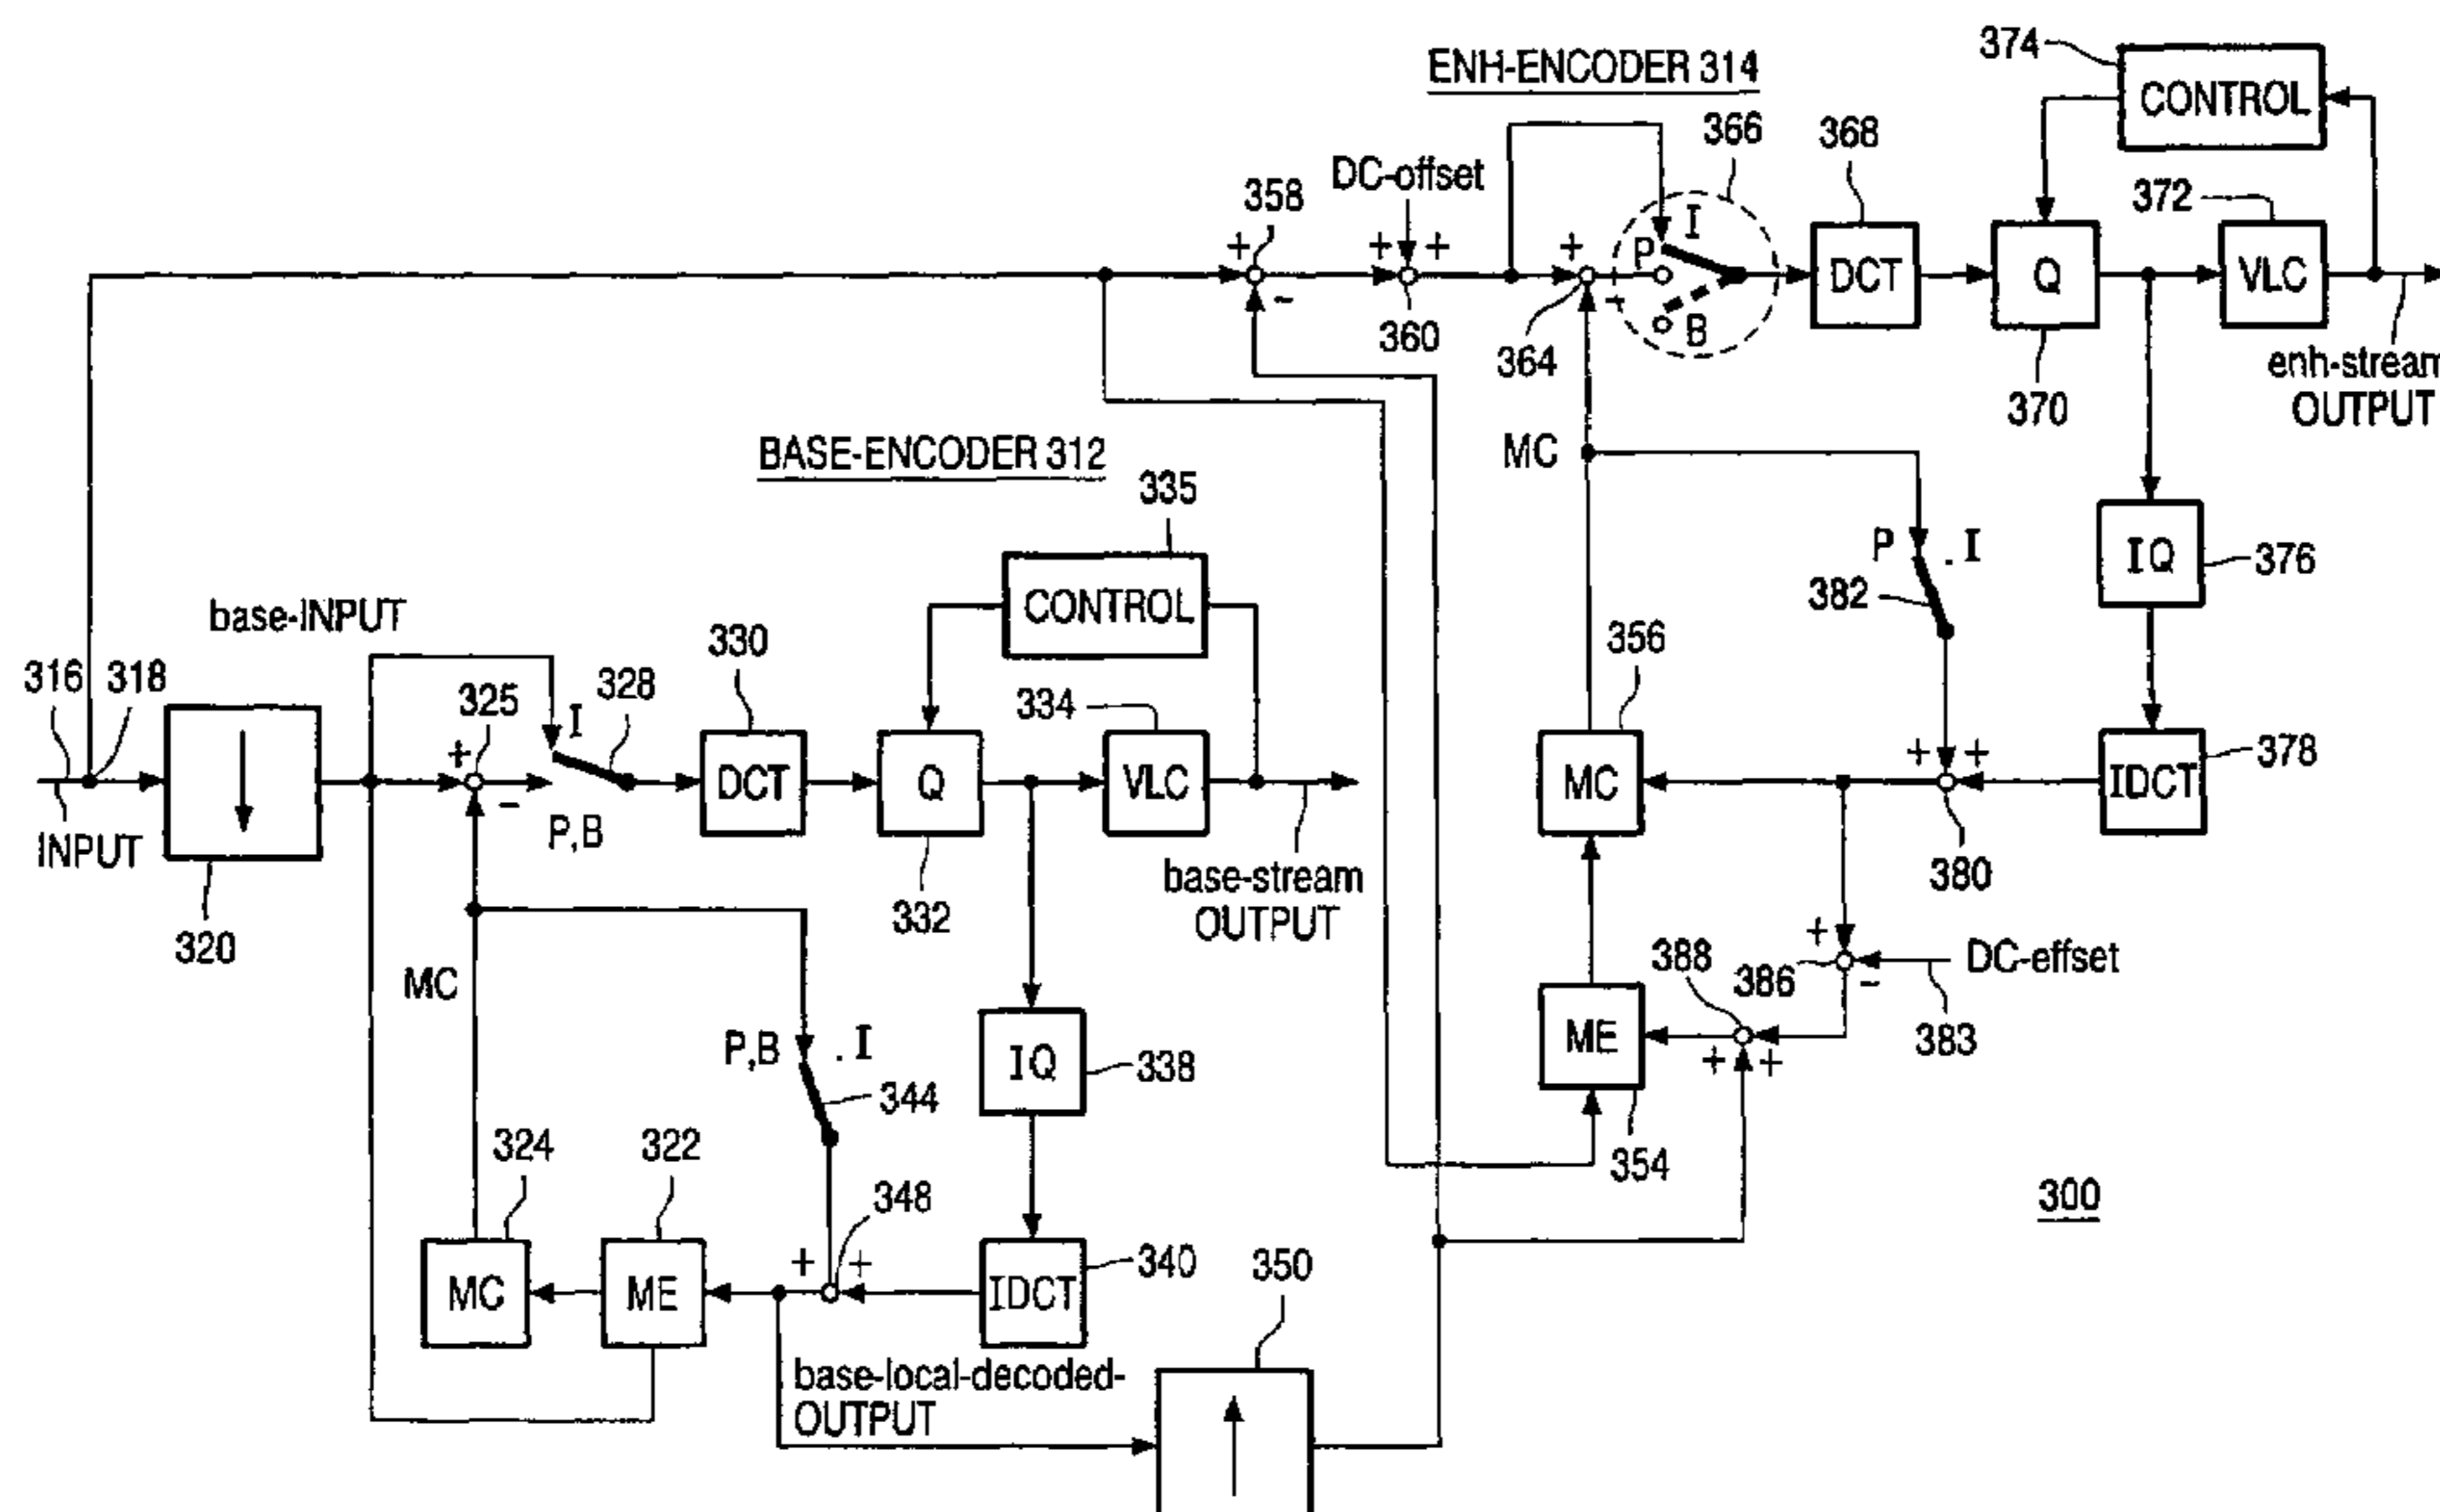 374
CONTROL
ENH-ENCODER 314
366
368
372
358
DC-offset
+
+
+
+
P
I
B
-
-
DCT
Q
VLC
360
364
370
enh-stream
OUTPUT
BASE-ENCODER 312
MC
335
CONTROL
P
. I
382
IQ
376
base-INPUT
330
356
316
318
325
I
328
334
+
-
P,B
DCT
Q
VLC
MC
+
+
IDCT
378
INPUT
320
332
base-stream
OUTPUT
380
MC
+
388
386
-
DC-effset
383
P,B
. I
344
IQ
338
ME
+
+
354
324
322
348
300
MC
ME
+
+
IDCT
340
350
base-local-decoded-
OUTPUT